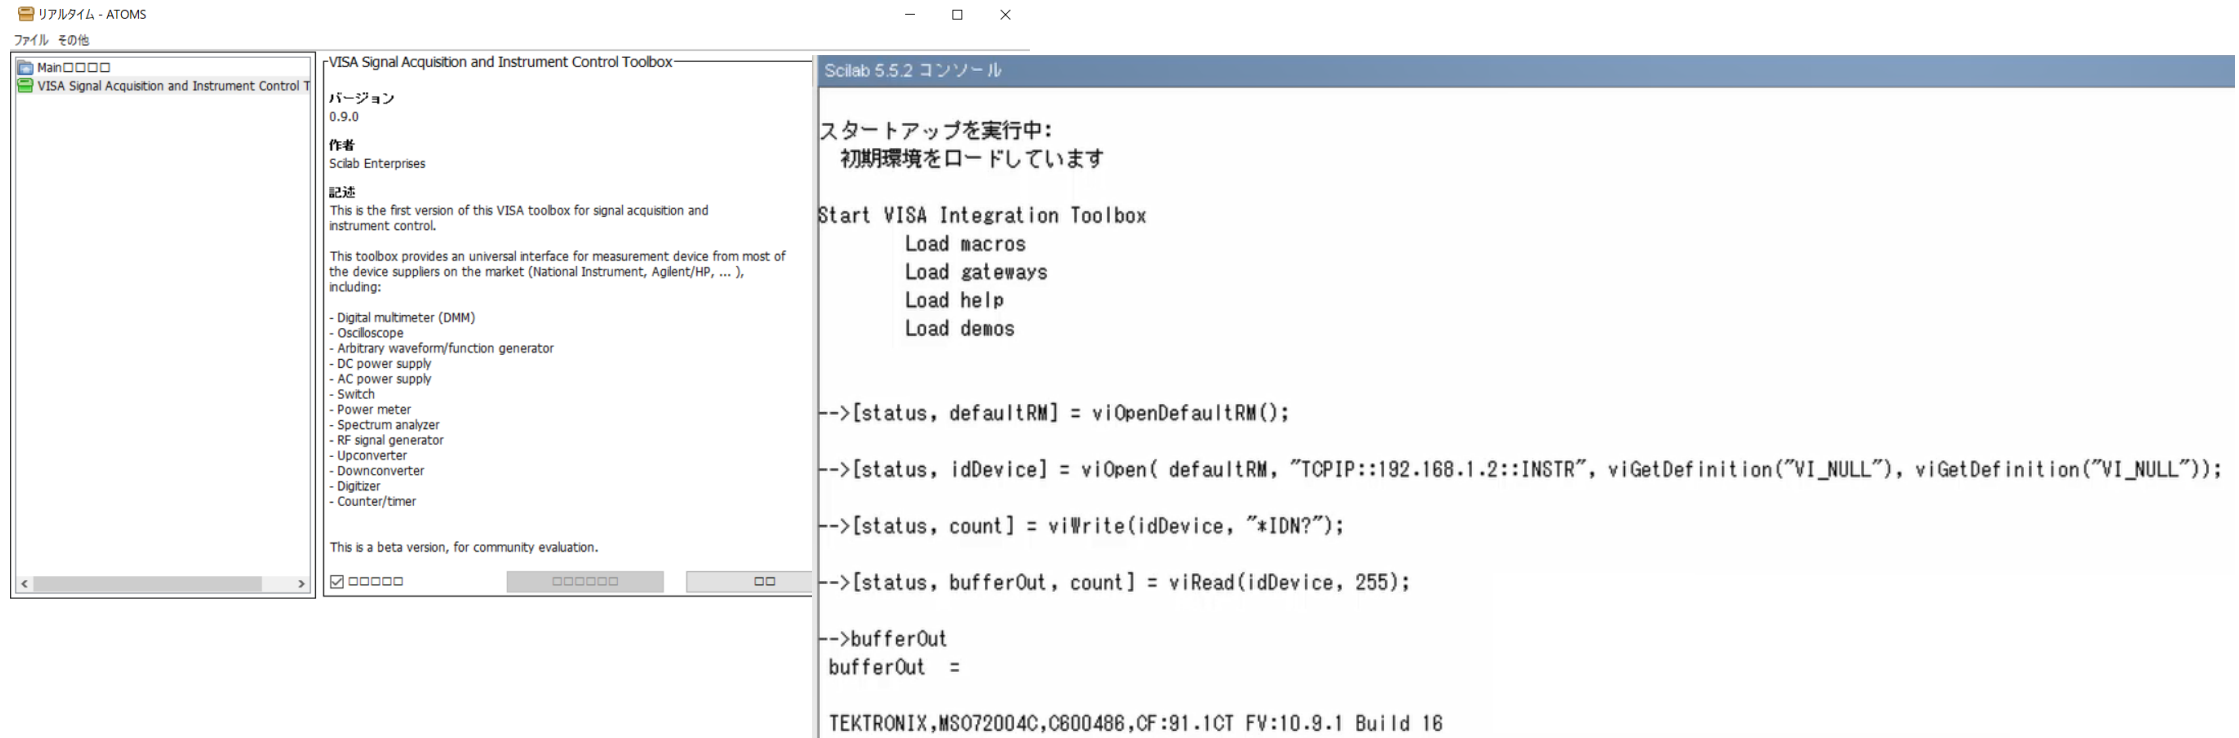 リアルタイム - ATOMS
ファイル その他
Main□□□□
VISA Signal Acquisition and Instrument Control T
VISA Signal Acquisition and Instrument Control Toolbox
バージョン
0.9.0
作者
Scilab Enterprises
記述
This is the first version of this VISA toolbox for signal acquisition and
instrument control.
This toolbox provides an universal interface for measurement device from most of
the device suppliers on the market (National Instrument, Agilent/HP, ... ),
including:
- Digital multimeter (DMM)
- Oscilloscope
- Arbitrary waveform/function generator
- DC power supply
- AC power supply
- Switch
- Power meter
- Spectrum analyzer
- RF signal generator
- Upconverter
- Downconverter
- Digitizer
- Counter/timer
This is a beta version, for community evaluation.
□□□□□
□□□□□□
□□
Scilab 5.5.2 コンソール
スタートアップを実行中:
初期環境をロードしています
Start VISA Integration Toolbox
Load macros
Load gateways
Load help
Load demos
-->[status, defaultRM] = viOpenDefaultRM();
-->[status, idDevice] = viOpen( defaultRM, "TCPIP::192.168.1.2::INSTR", viGetDefinition("VI_NULL"), viGetDefinition("VI_NULL"));
-->[status, count] = viWrite(idDevice, "*IDN?");
-->[status, bufferOut, count] = viRead(idDevice, 255);
-->bufferOut
bufferOut  =
TEKTRONIX,MSO72004C,C600486,CF:91.1CT FV:10.9.1 Build 16